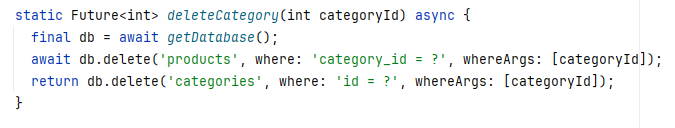 static Future<int> deleteCategory(int categoryId) async {
  final db = await getDatabase();
  await db.delete('products', where: 'category_id = ?', whereArgs: [categoryId]);
  return db.delete('categories', where: 'id = ?', whereArgs: [categoryId]);
}